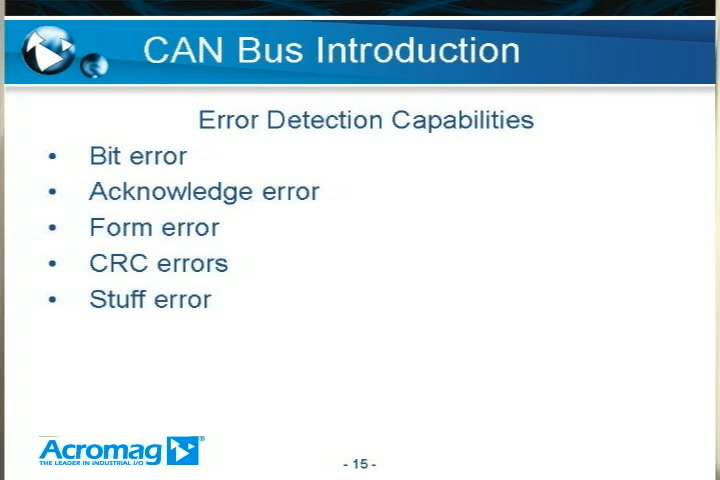 CAN Bus Introduction
Error Detection Capabilities
• Bit error
• Acknowledge error
• Form error
• CRC errors
• Stuff error
Acromag®
THE LEADER IN INDUSTRIAL I/O
- 15 -